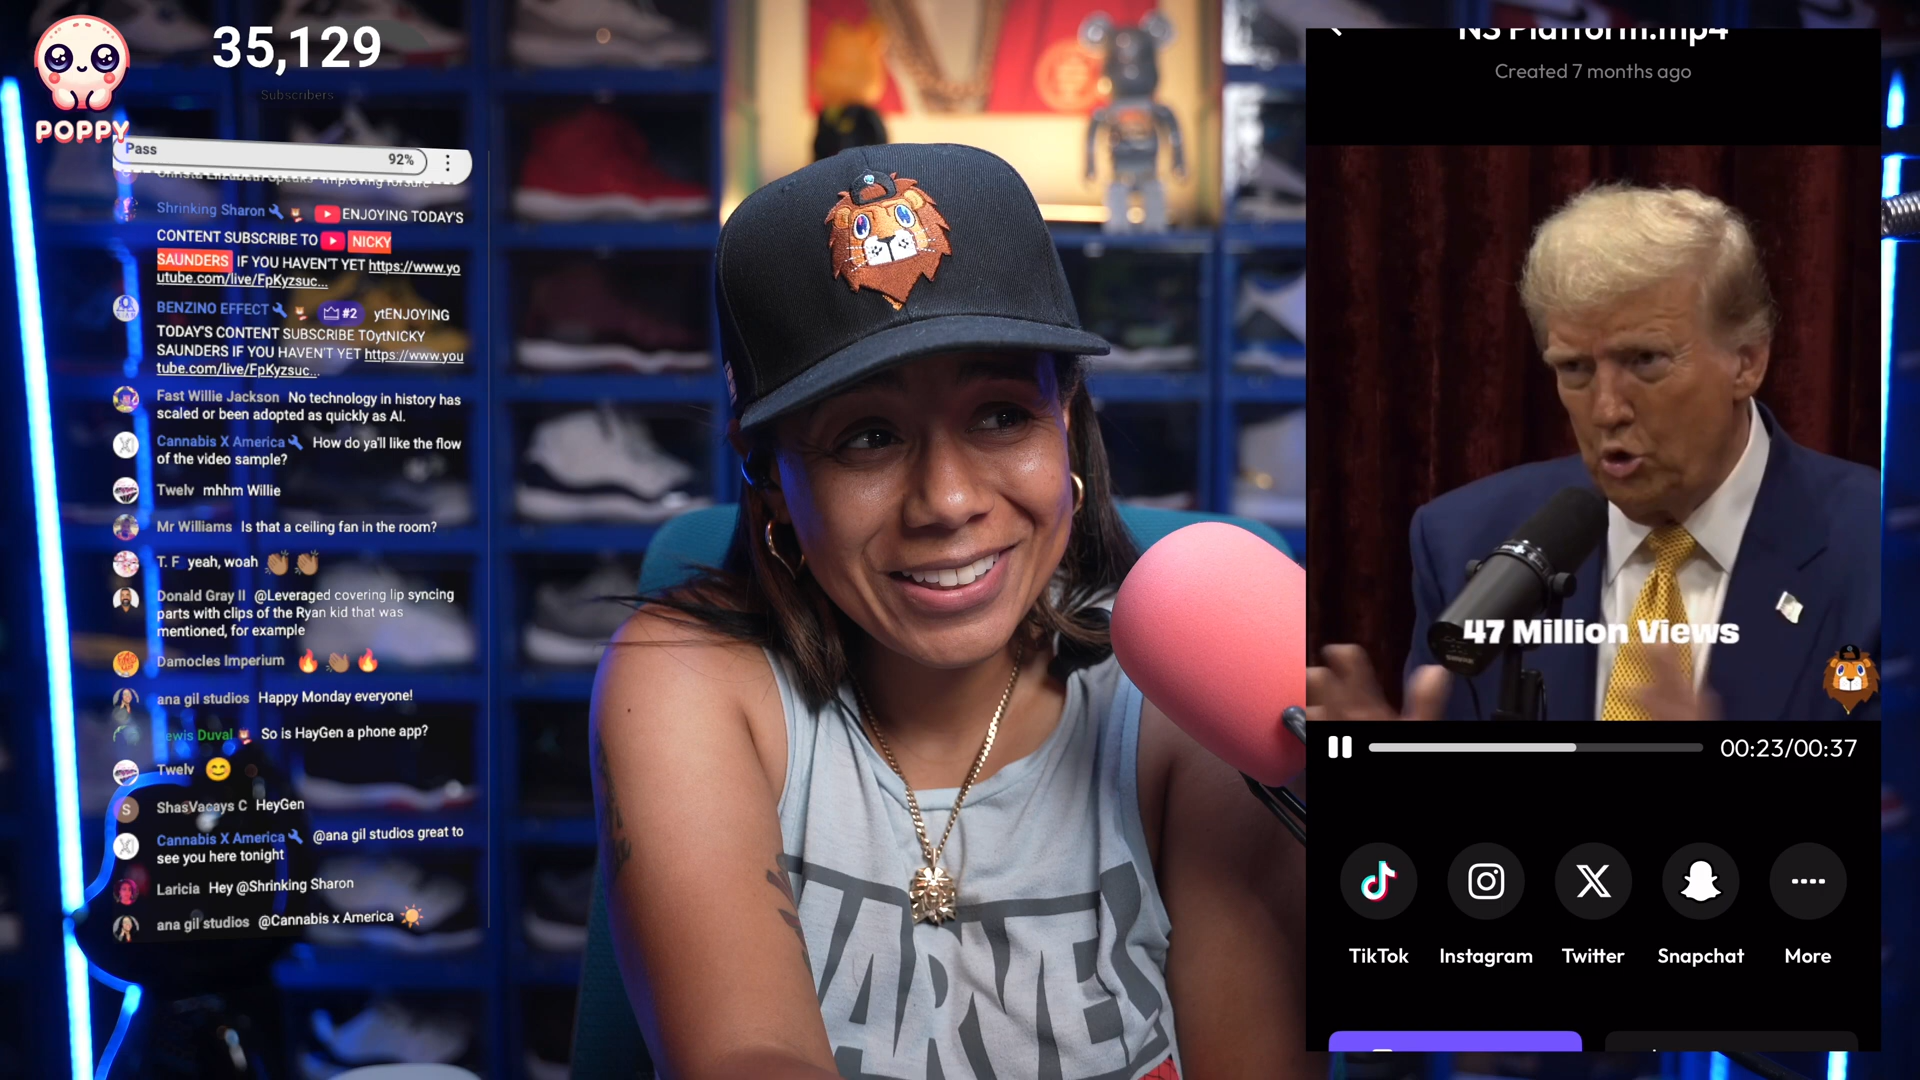 35,129
Subscribers
POPPY
Pass
92%
Shrinking Sharon ENJOYING TODAY'S
CONTENT SUBSCRIBE TO NICKY
SAUNDERS IF YOU HAVEN'T YET https://www.yo
utube.com/live/FpKyzsuc...
BENZINO EFFECT #2 ytENJOYING
TODAY'S CONTENT SUBSCRIBE TOytNICKY
SAUNDERS IF YOU HAVEN'T YET https://www.you
tube.com/live/FpKyzsuc...
Fast Willie Jackson No technology in history has
scaled or been adopted as quickly as AI.
Cannabis X America How do ya'll like the flow
of the video sample?
Twelv mhhm Willie
Mr Williams Is that a ceiling fan in the room?
T. F yeah, woah 👏🏽 👏🏽
Donald Gray II @Leveraged covering lip syncing
parts with clips of the Ryan kid that was
mentioned, for example
Damocles Imperium 🔥 👏🏽 🔥
ana gil studios Happy Monday everyone!
Lewis Duval So is HayGen a phone app?
Twelv 😊
S ShasVacays C HeyGen
Cannabis X America @ana gil studios great to
see you here tonight
Laricia Hey @Shrinking Sharon
ana gil studios @Cannabis x America ☀️
MARVEL
NS Platform.mp4
Created 7 months ago
47 Million Views
00:23/00:37
TikTok
Instagram
Twitter
Snapchat
More